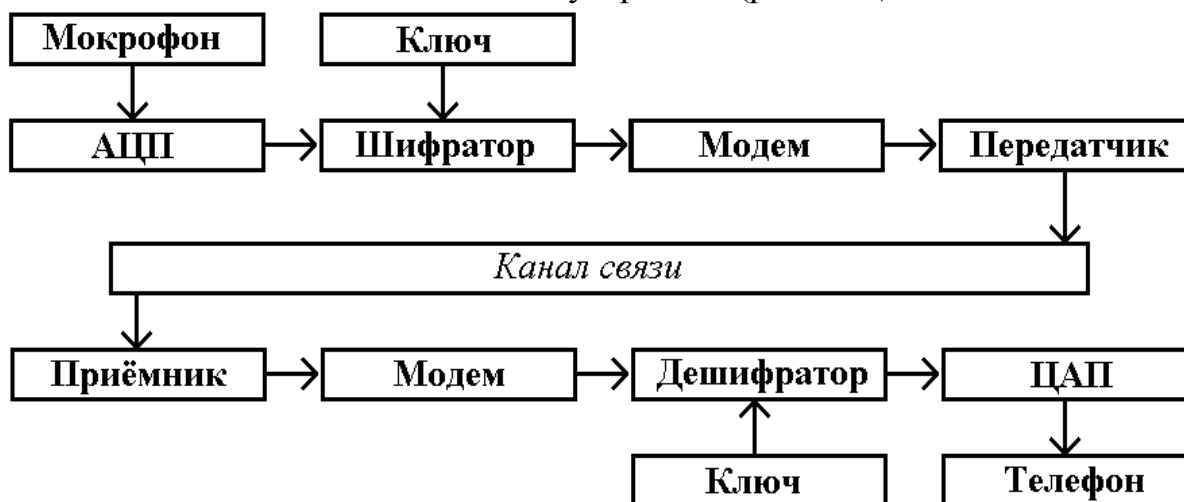 Мокрофон Ключ
АЦП Шифратор Модем Передатчик
Канал связи
Приёмник Модем Дешифратор ЦАП
Ключ Телефон